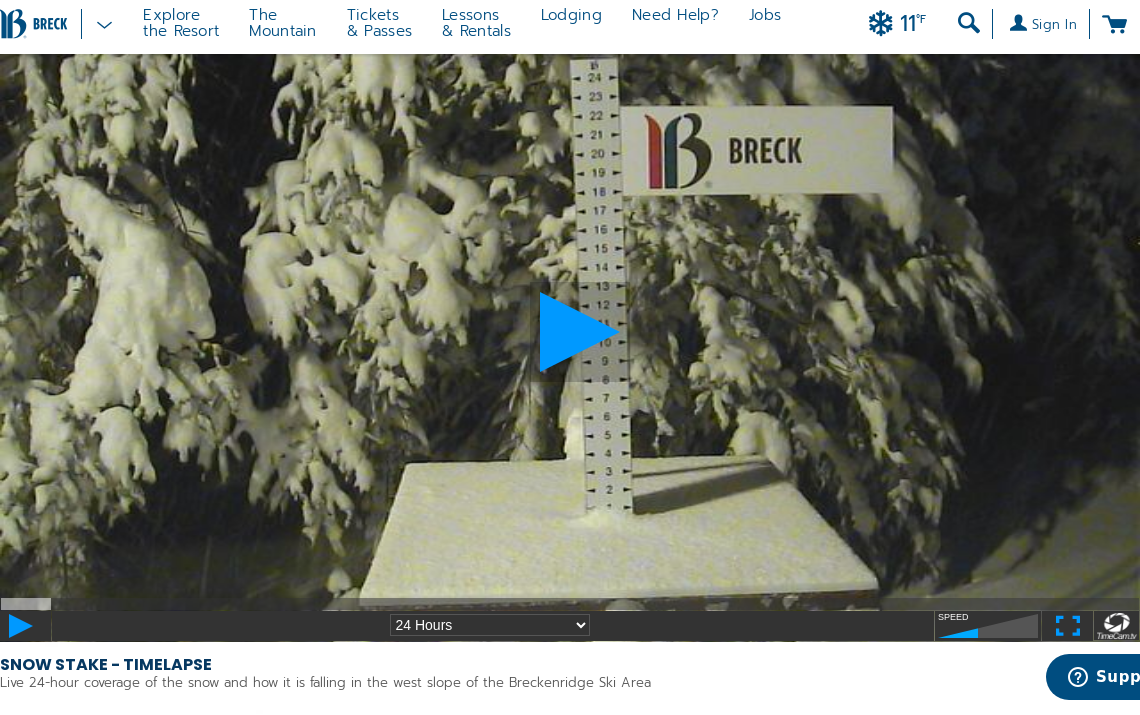 BRECK
Explore
the Resort
The
Mountain
Tickets
& Passes
Lessons
& Rentals
Lodging
Need Help?
Jobs
11°F
Sign In
24
23
22
21
20
19
18
17
16
15
14
13
12
11
10
9
8
7
6
5
4
3
2
1
BRECK
24 Hours
SPEED
TimeCam.tv
SNOW STAKE - TIMELAPSE
Live 24-hour coverage of the snow and how it is falling in the west slope of the Breckenridge Ski Area
Supp